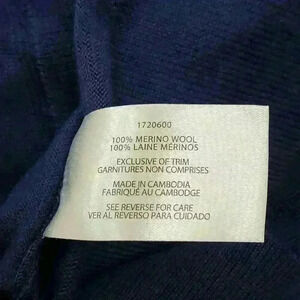 1720600
100% MERINO WOOL
100% LAINE MÉRINOS
EXCLUSIVE OF TRIM
GARNITURES NON COMPRISES
MADE IN CAMBODIA
FABRIQUÉ AU CAMBODGE
SEE REVERSE FOR CARE
VER AL REVERSO PARA CUIDADO